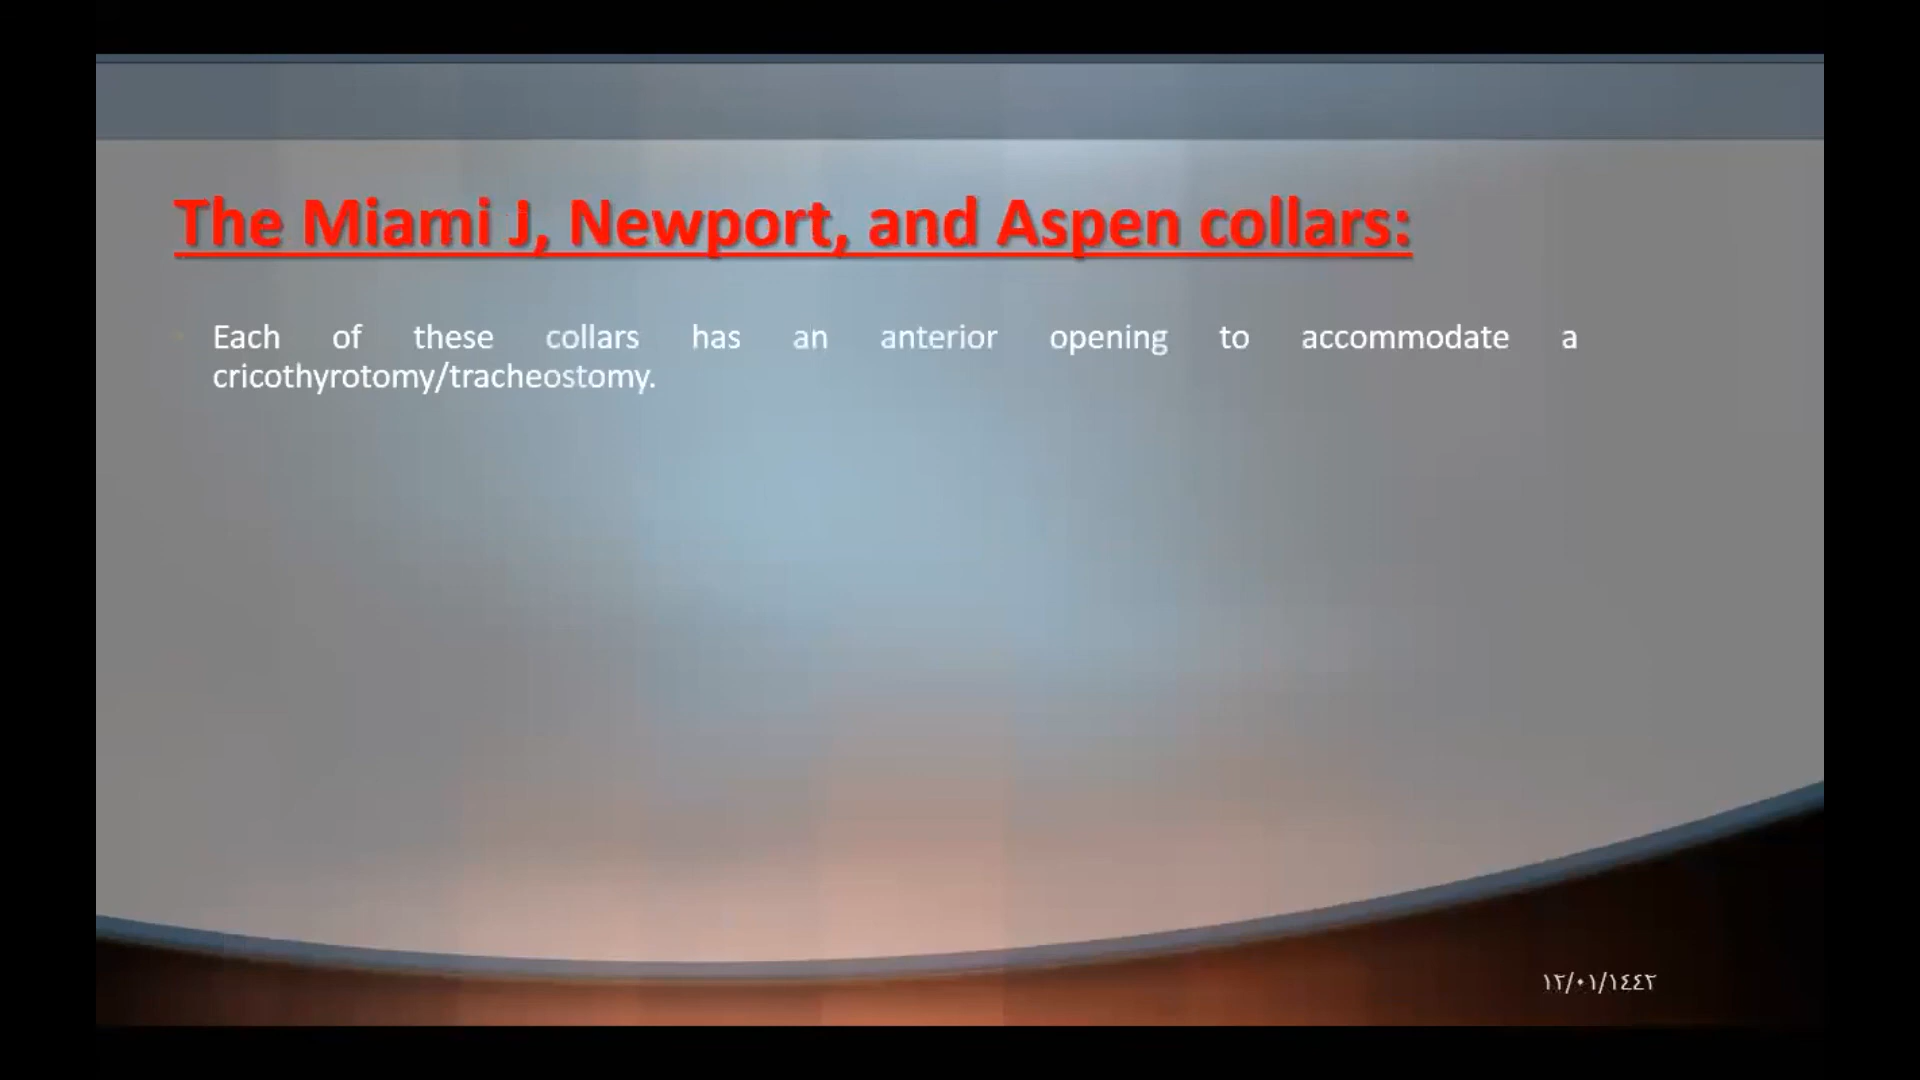 The Miami J, Newport, and Aspen collars:
Each of these collars has an anterior opening to accommodate a
cricothyrotomy/tracheostomy.
١٢/٠١/١٤٤٢